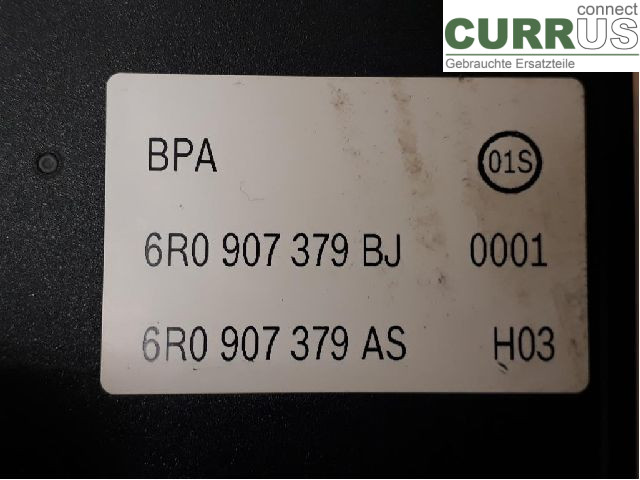 connect
CURRUS
Gebrauchte Ersatzteile
BPA 01S
6R0 907 379 BJ 0001
6R0 907 379 AS H03